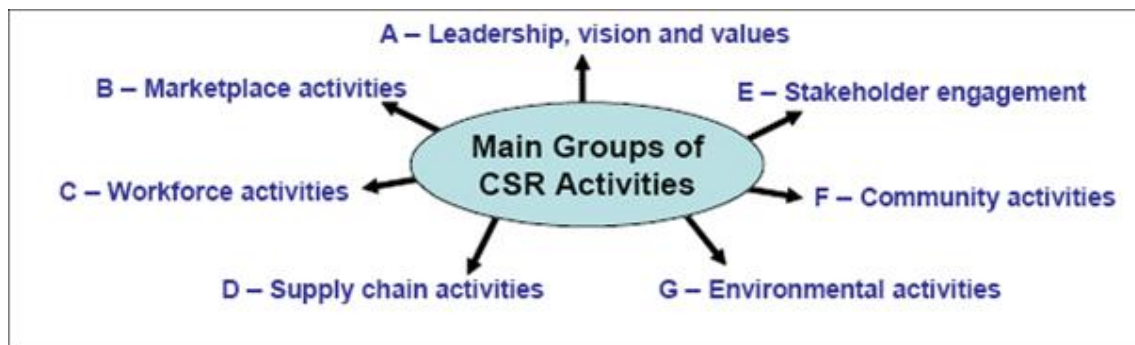 A – Leadership, vision and values
B – Marketplace activities
E – Stakeholder engagement
Main Groups of
CSR Activities
C – Workforce activities
F – Community activities
D – Supply chain activities
G – Environmental activities